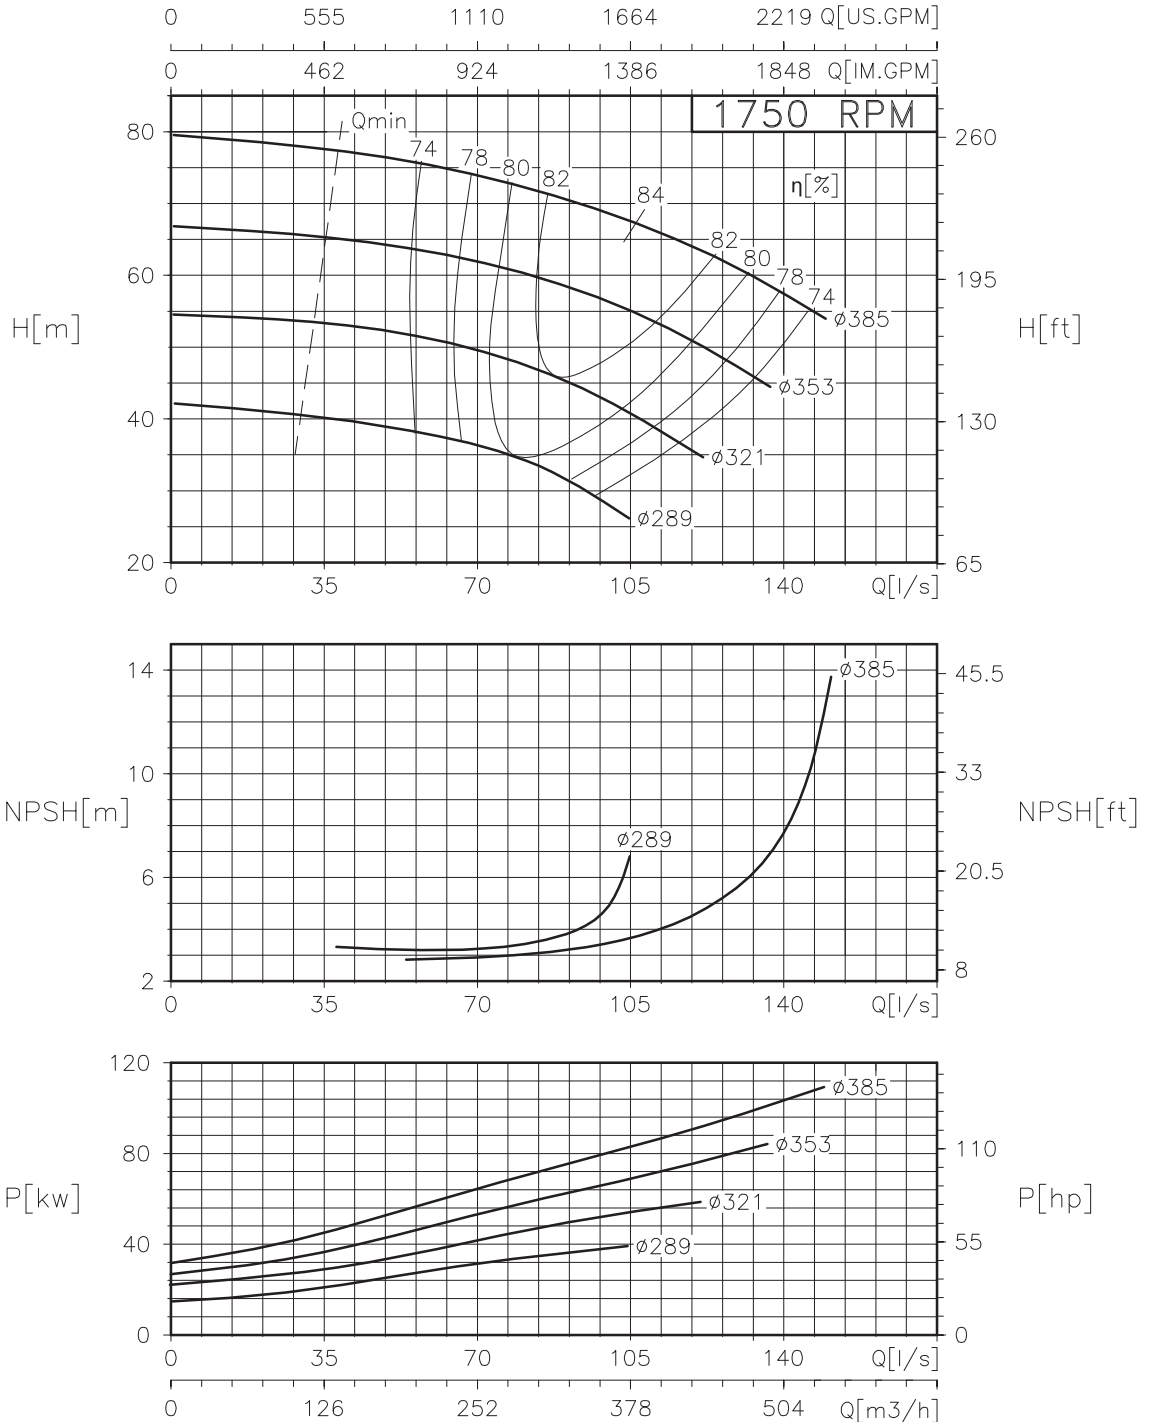 0 555 1110 1664 2219 Q[US.GPM]
0 462 924 1386 1848 Q[IM.GPM]
1750 RPM
80 Qmin 260
74 78 80 82 η[%]
84
82
60 80 195
78
74
H[m] ø385 H[ft]
ø353
40 130
ø321
ø289
20 65
0 35 70 105 140 Q[l/s]
14 ø385 45.5
10 33
NPSH[m] NPSH[ft]
ø289
6 20.5
2 8
0 35 70 105 140 Q[l/s]
120
ø385
80 ø353 110
P[kw] ø321 P[hp]
40 ø289 55
0 0
0 35 70 105 140 Q[l/s]
0 126 252 378 504 Q[m3/h]